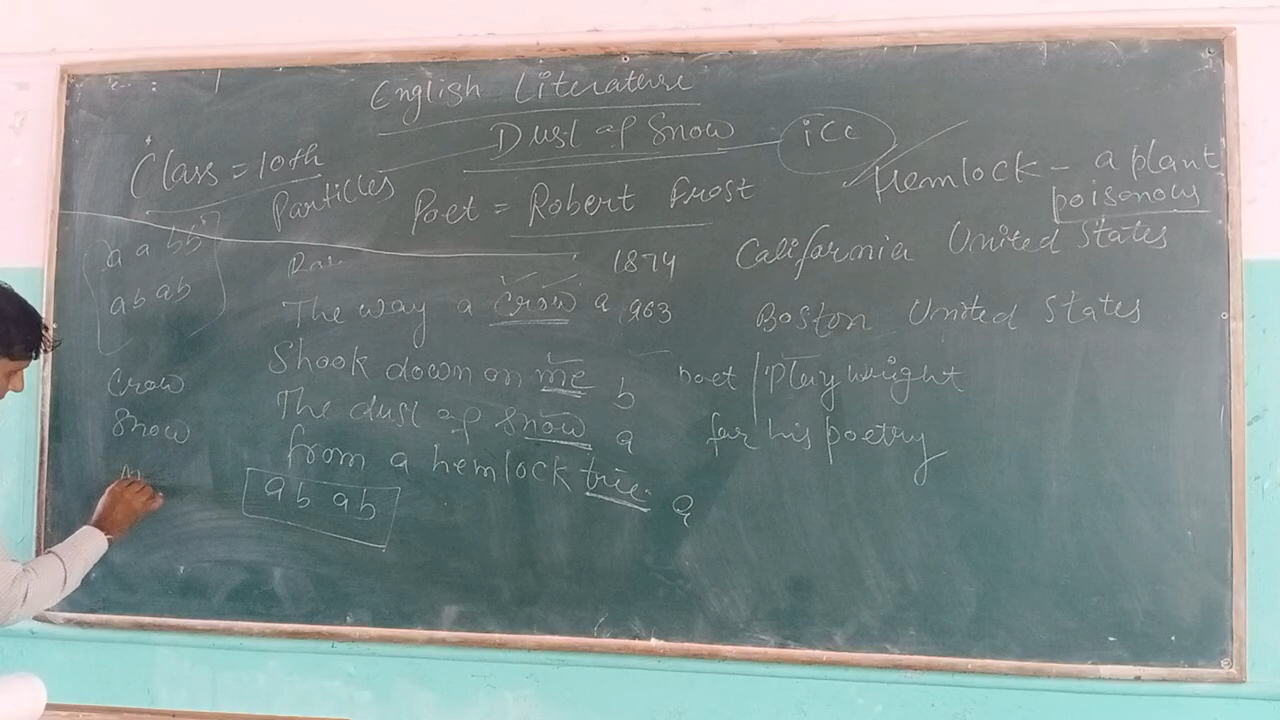 English Literature
Dust of Snow
icc
Class = 10th
Particles
Poet = Robert Frost
Hemlock - a plant
poisonous
a a bb
ab ab
1874 California United States
The way a crow a 1963 Boston United States
Shook down on me b poet / Playwright
The dust of snow a for his poetry
from a hemlock tree a
ab ab
Crow
Snow